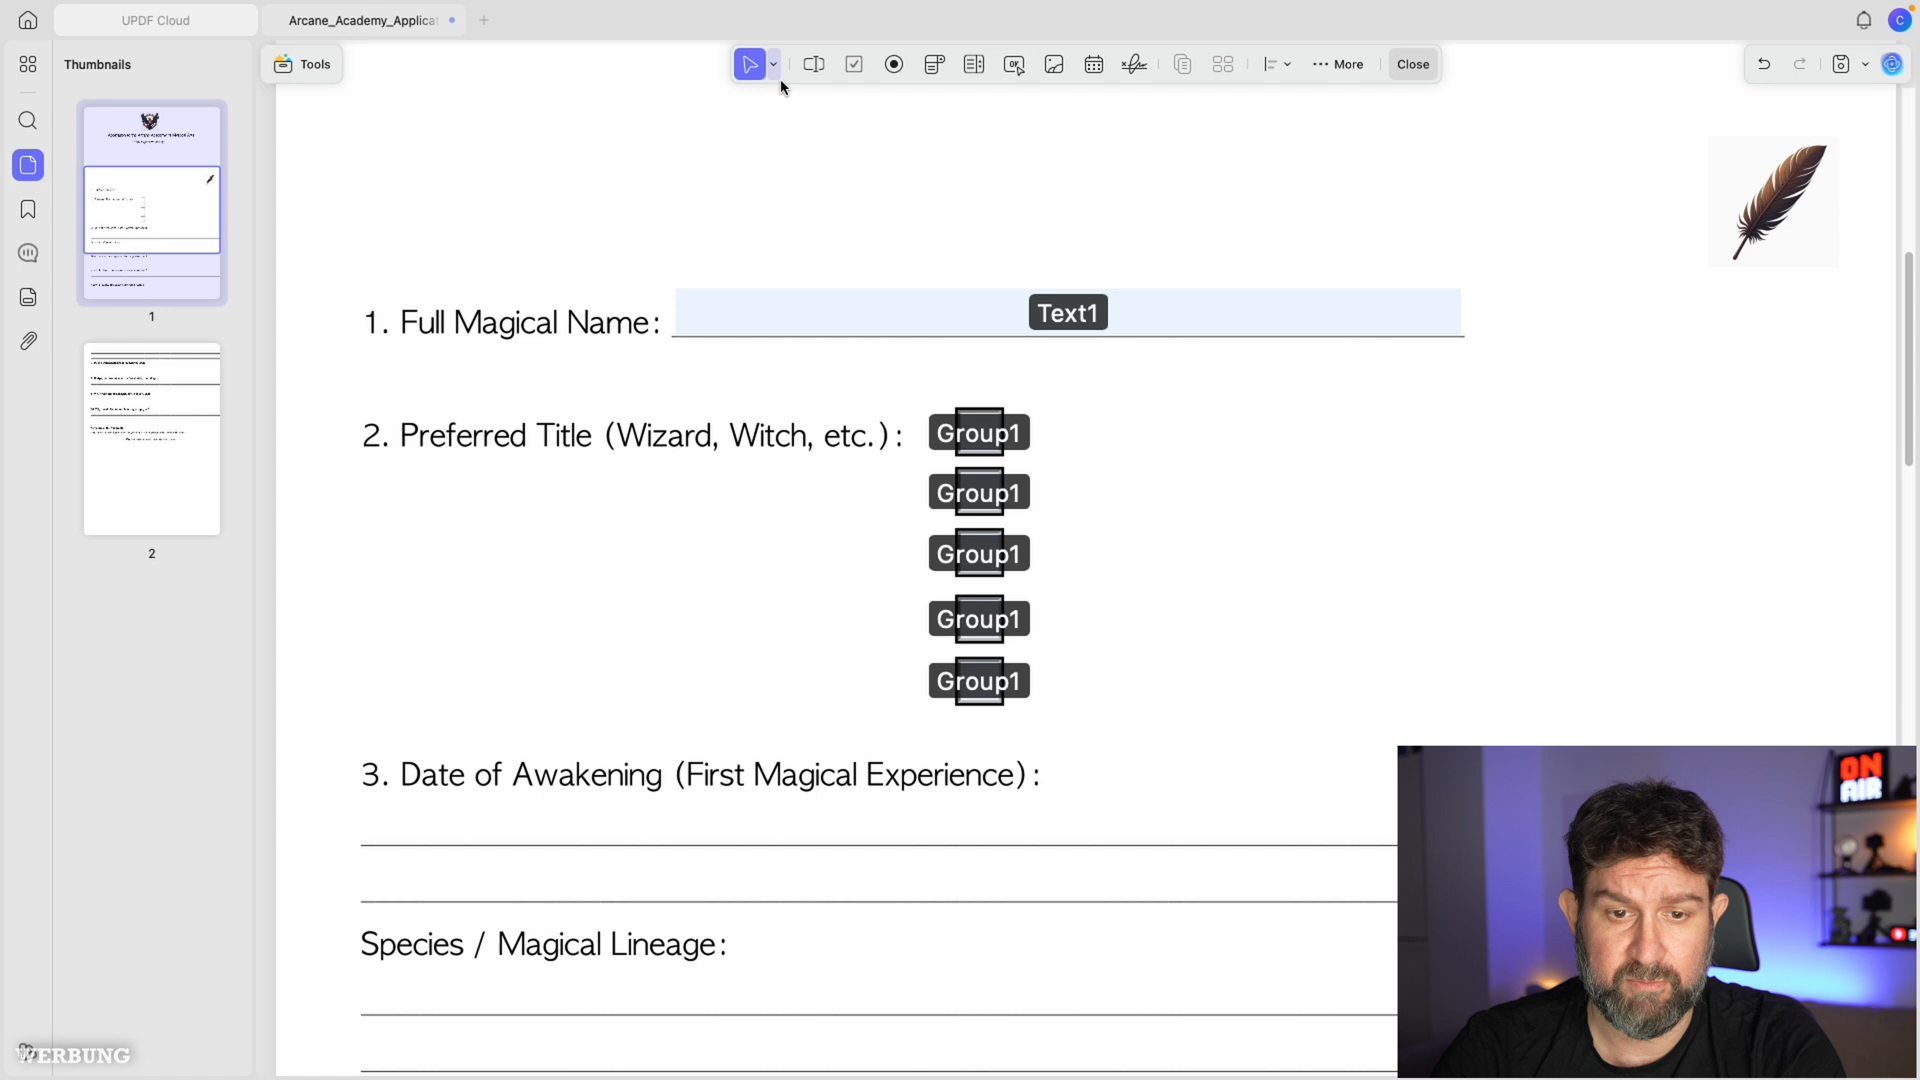 UPDF Cloud
Arcane_Academy_Applicat
C
Thumbnails
Tools
OK
More
Close
1
2
1. Full Magical Name:
Text1
2. Preferred Title (Wizard, Witch, etc.):
Group1
Group1
Group1
Group1
Group1
3. Date of Awakening (First Magical Experience):
Species / Magical Lineage:
ON
AIR
WERBUNG